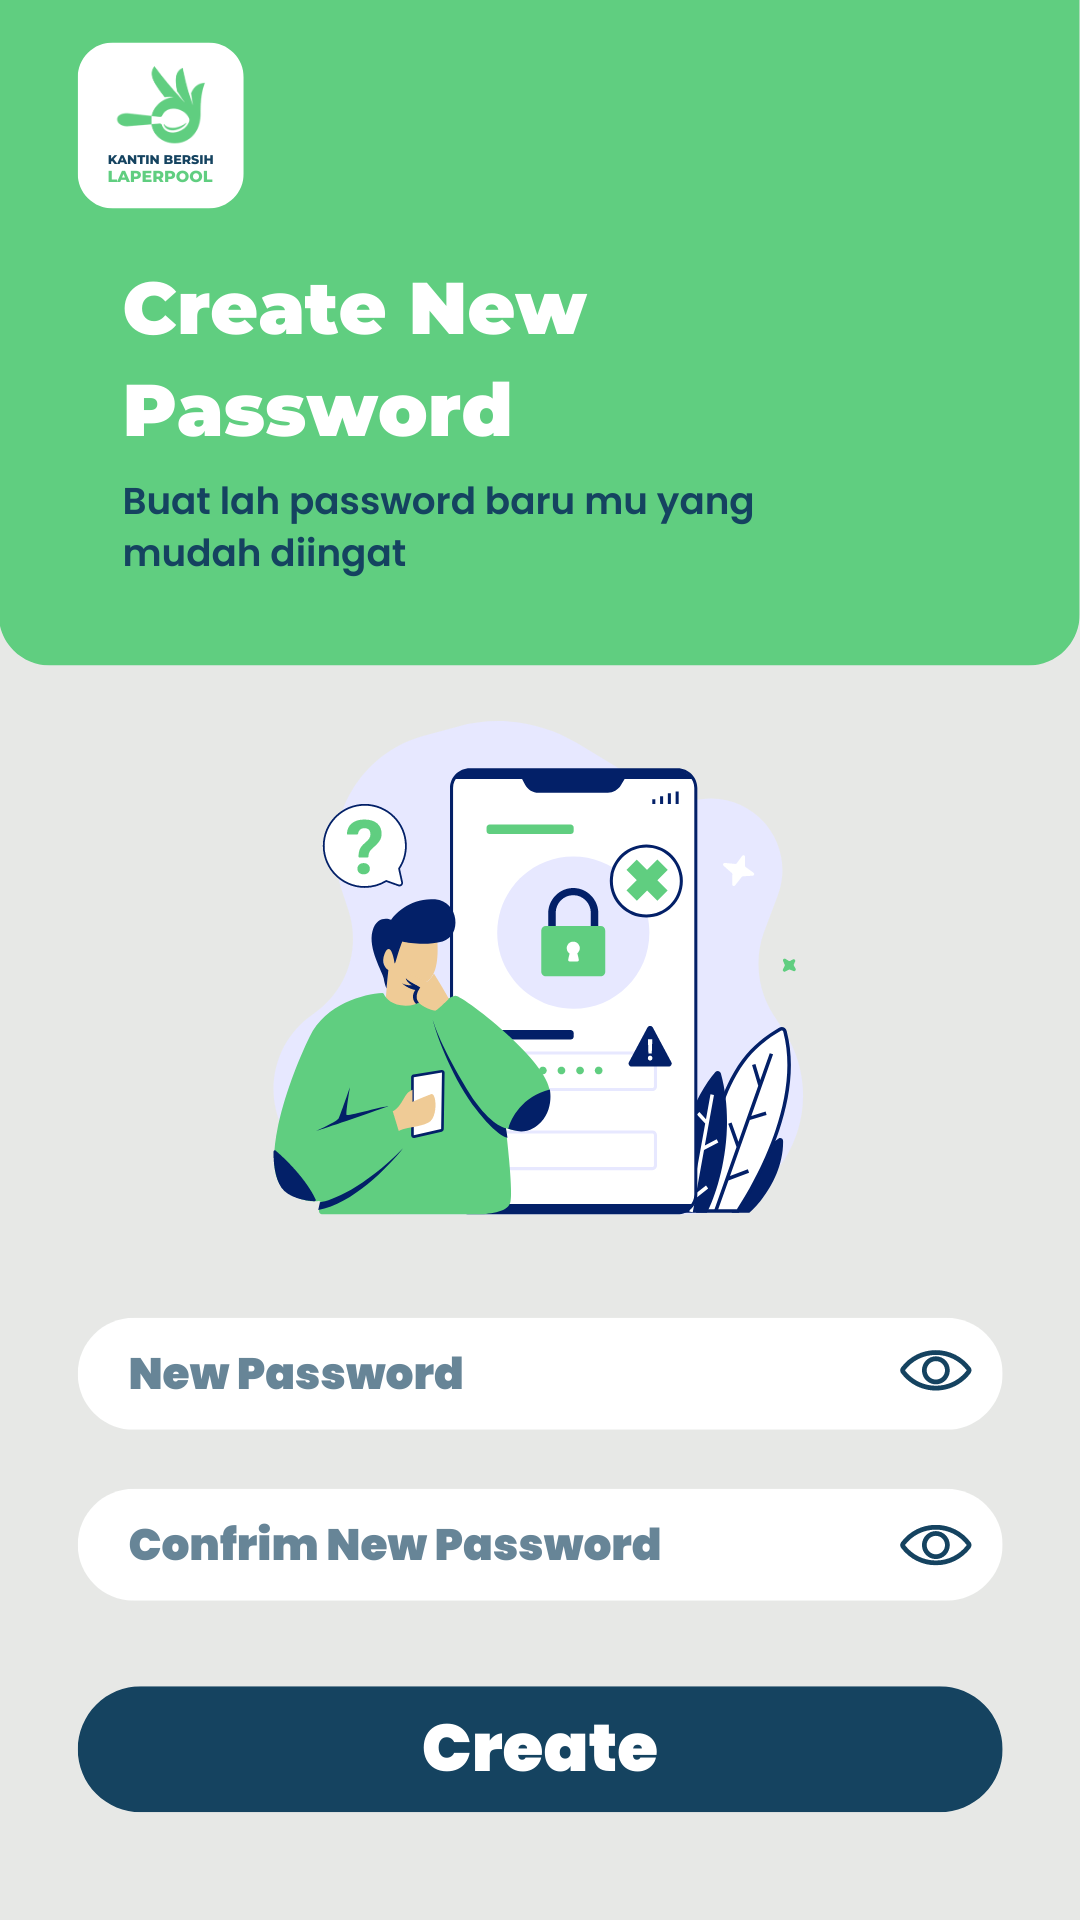 KANTIN BERSIH
LAPERPOOL
Create New
Password
Buat lah password baru mu yang
mudah diingat
?
!
New Password
Confrim New Password
Create